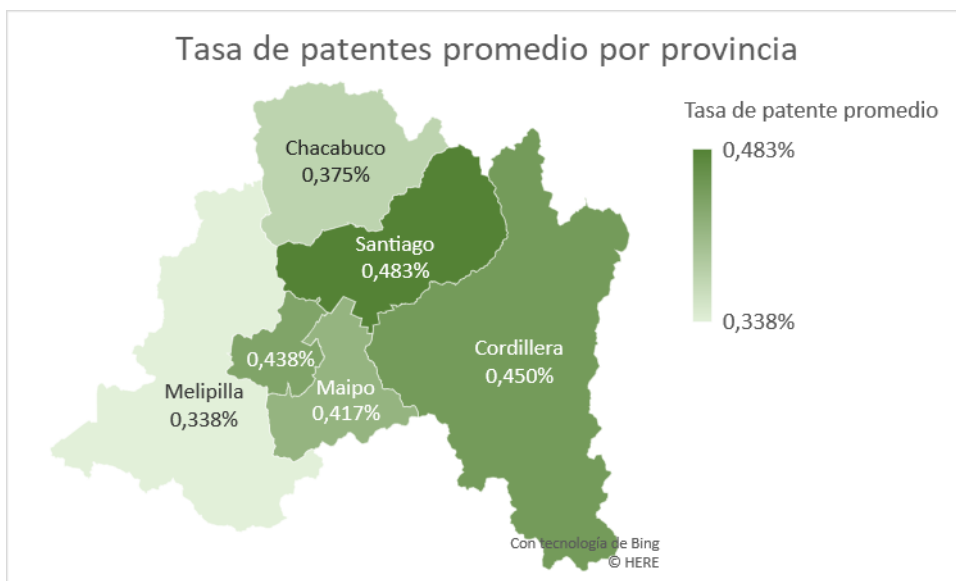 Tasa de patentes promedio por provincia
Tasa de patente promedio
0,483%
0,338%
Chacabuco
0,375%
Santiago
0,483%
0,438%
Cordillera
0,450%
Maipo
0,417%
Melipilla
0,338%
Con tecnología de Bing
© HERE